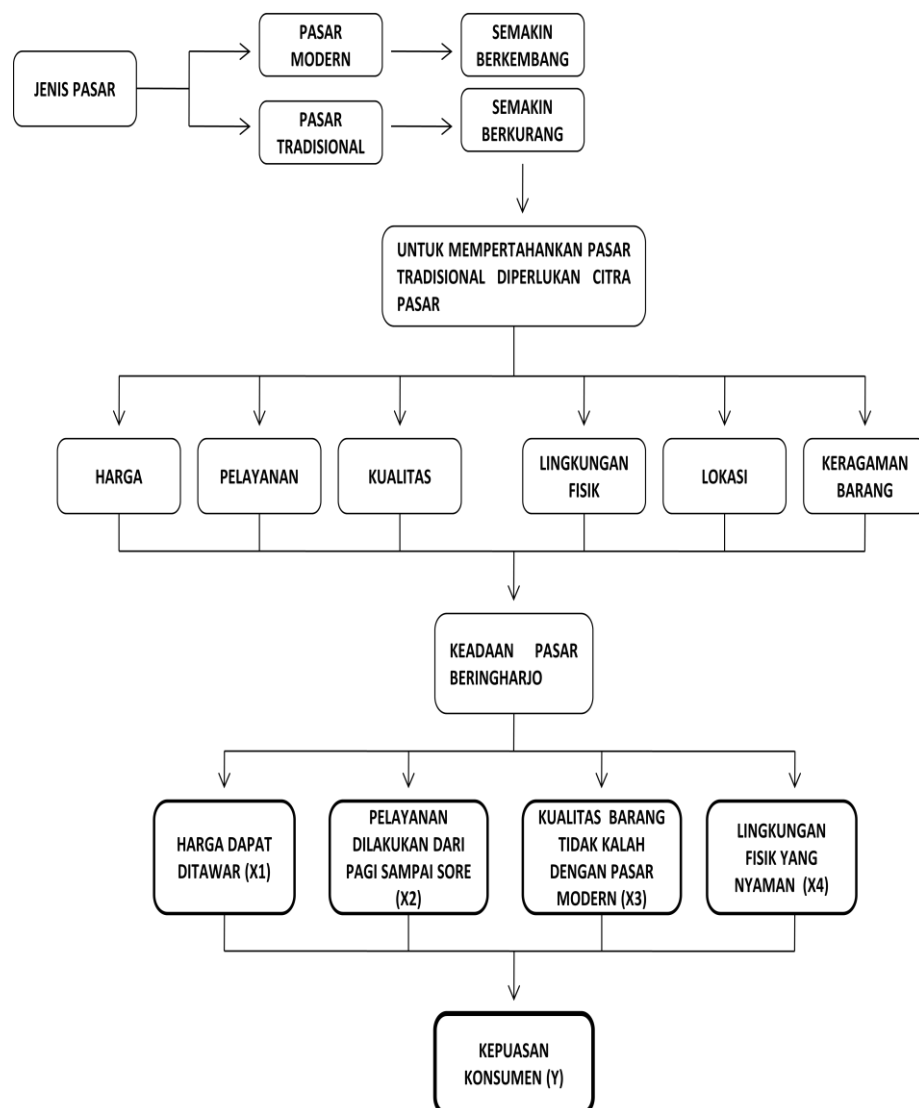 PASAR
MODERN
SEMAKIN
BERKEMBANG
JENIS PASAR
PASAR
TRADISIONAL
SEMAKIN
BERKURANG
UNTUK MEMPERTAHANKAN PASAR
TRADISIONAL DIPERLUKAN CITRA
PASAR
HARGA
PELAYANAN
KUALITAS
LINGKUNGAN
FISIK
LOKASI
KERAGAMAN
BARANG
KEADAAN PASAR
BERINGHARJO
HARGA DAPAT
DITAWAR (X1)
PELAYANAN
DILAKUKAN DARI
PAGI SAMPAI SORE
(X2)
KUALITAS BARANG
TIDAK KALAH
DENGAN PASAR
MODERN (X3)
LINGKUNGAN
FISIK YANG
NYAMAN (X4)
KEPUASAN
KONSUMEN (Y)